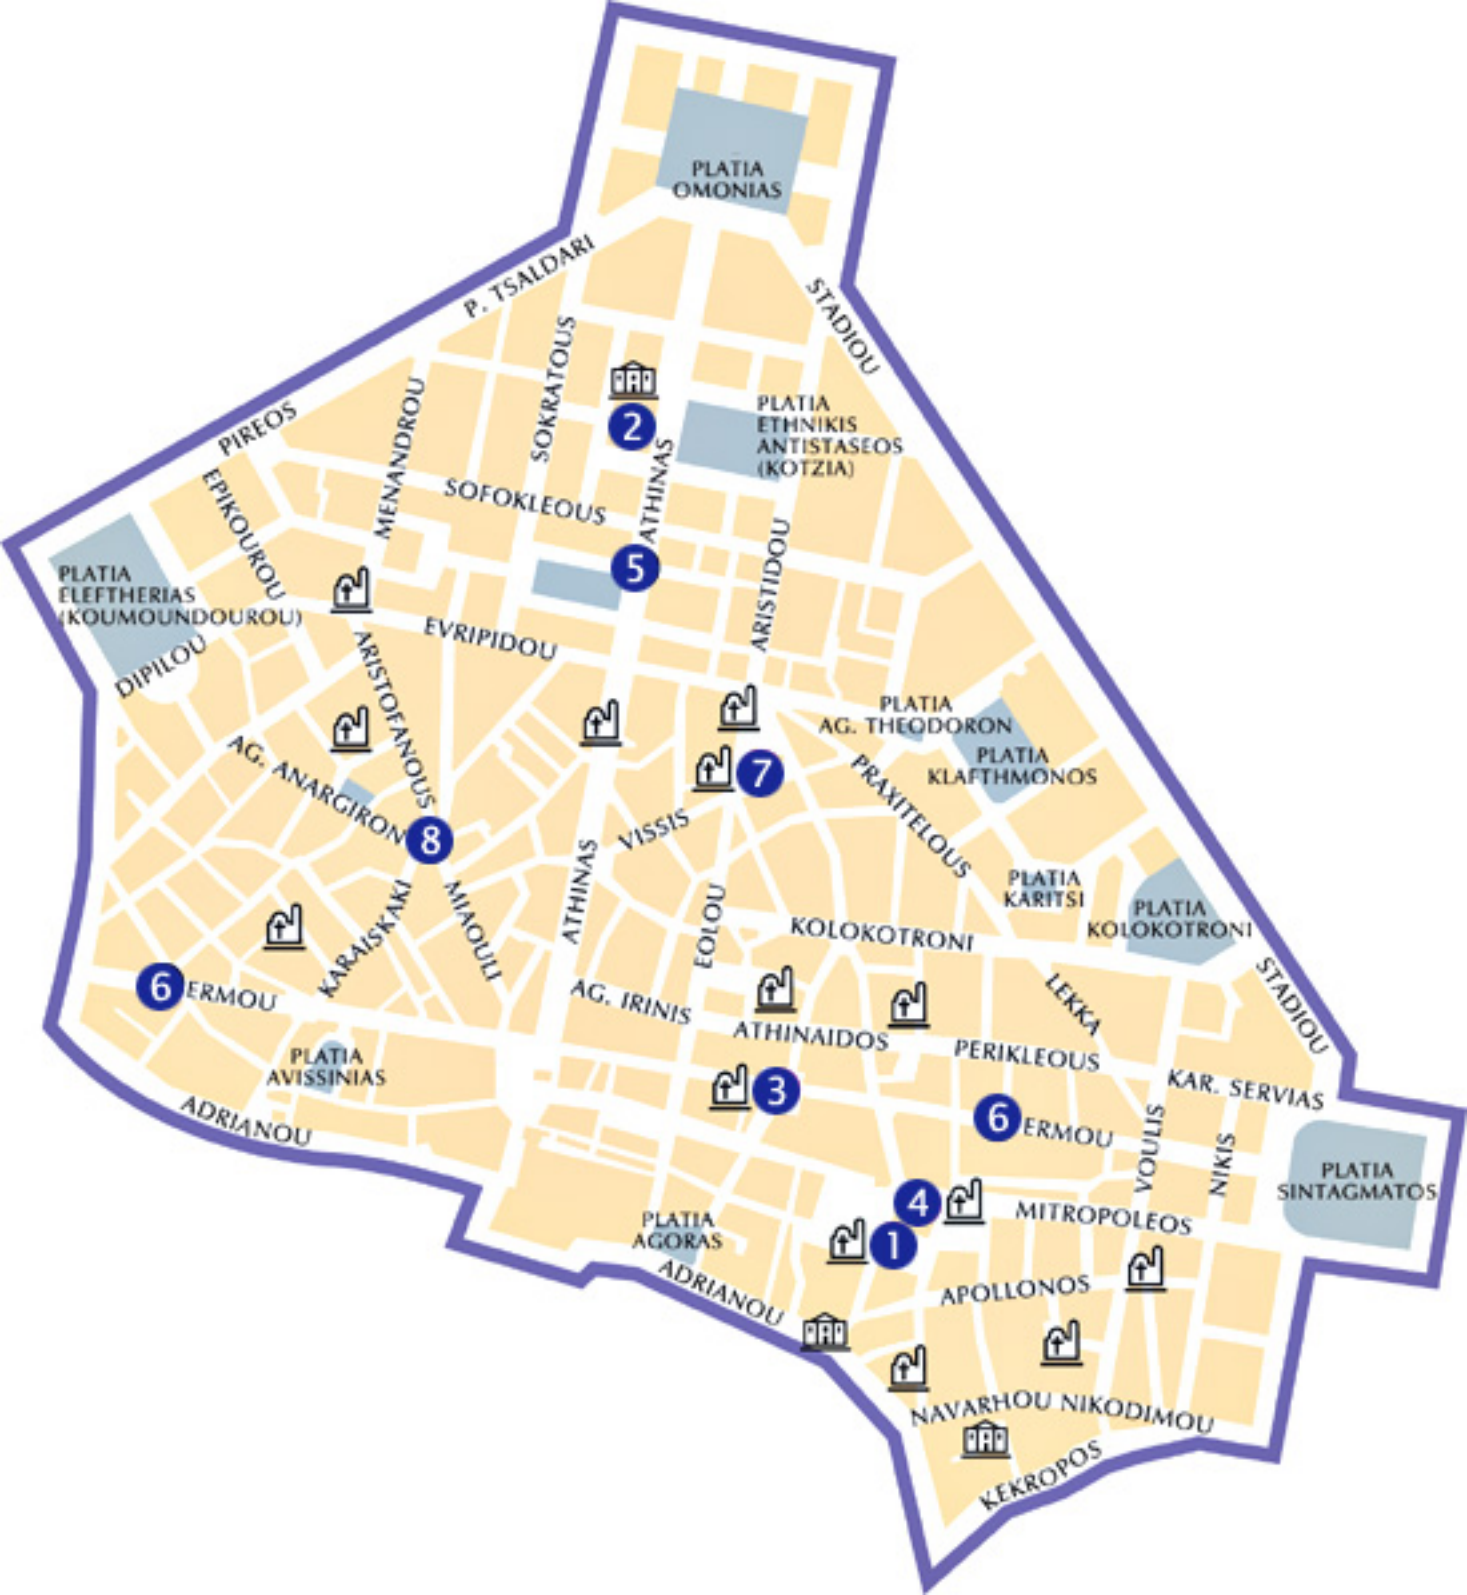 PLATIA
OMONIAS
P. TSALDARI
STADIOU
SOKRATOUS
MENANDROU
PIREOS
2
PLATIA
ETHNIKIS
ANTISTASEOS
(KOTZIA)
ATHINAS
EPIKOUROU
SOFOKLEOUS
5
ARISTIDOU
PLATIA
ELEFTHERIAS
(KOUMOUNDOUROU)
DIPILOU
EVRIPIDOU
ARISTOFANOUS
PLATIA
AG. THEODORON
PLATIA
KLAFTHMONOS
AG. ANARGIRON
7
PRAXITELOUS
VISSIS
8
ATHINAS
PLATIA
KARITSI
PLATIA
KOLOKOTRONI
KARAISKAKI
MIAOULI
EOLOU
KOLOKOTRONI
6
ERMOU
AG. IRINIS
LEKKA
STADIOU
ATHINAIDOS
PERIKLEOUS
PLATIA
AVISSINIAS
KAR. SERVIAS
3
6
ERMOU
ADRIANOU
VOULIS
NIKIS
PLATIA
SINTAGMATOS
4
MITROPOLEOS
PLATIA
AGORAS
1
ADRIANOU
APOLLONOS
NAVARHOU NIKODIMOU
KEKROPOS